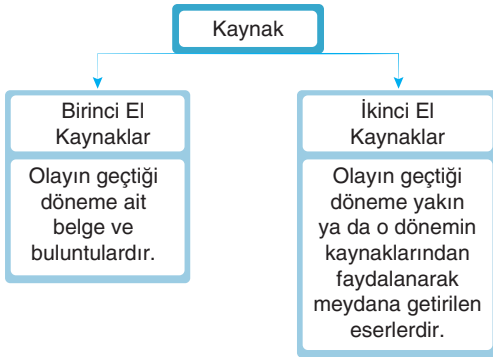 Kaynak
Birinci El
Kaynaklar
Olayın geçtiği
döneme ait
belge ve
buluntulardır.
İkinci El
Kaynaklar
Olayın geçtiği
döneme yakın
ya da o dönemin
kaynaklarından
faydalanarak
meydana getirilen
eserlerdir.